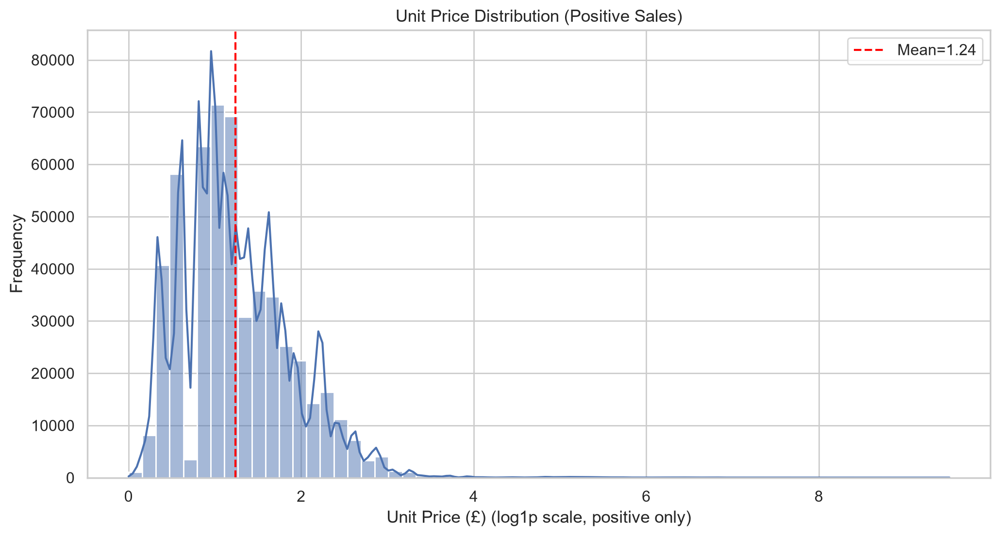 Unit Price Distribution (Positive Sales)
Mean=1.24
Frequency
80000
70000
60000
50000
40000
30000
20000
10000
0
0 2 4 6 8
Unit Price (£) (log1p scale, positive only)